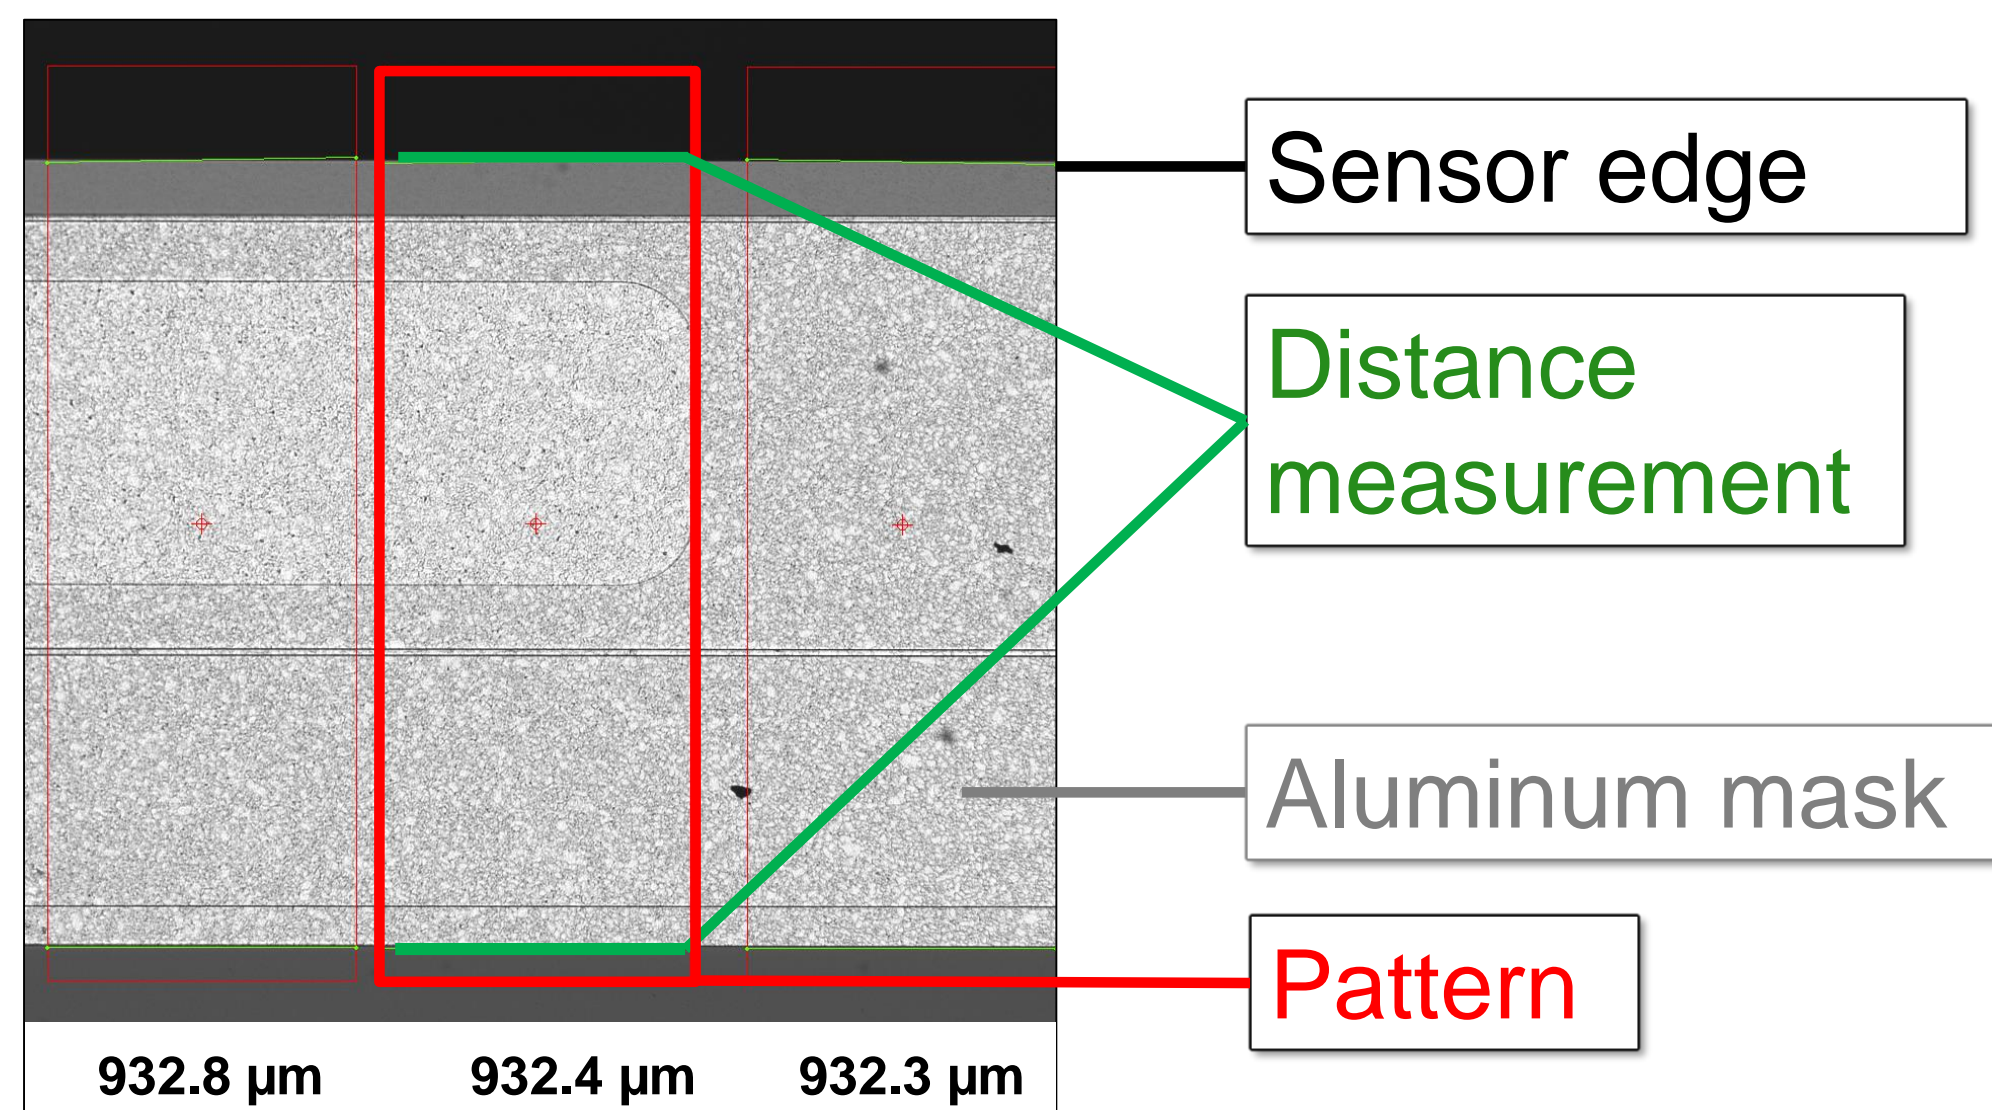 Sensor edge
Distance
measurement
Aluminum mask
Pattern
932.8 µm 932.4 µm 932.3 µm